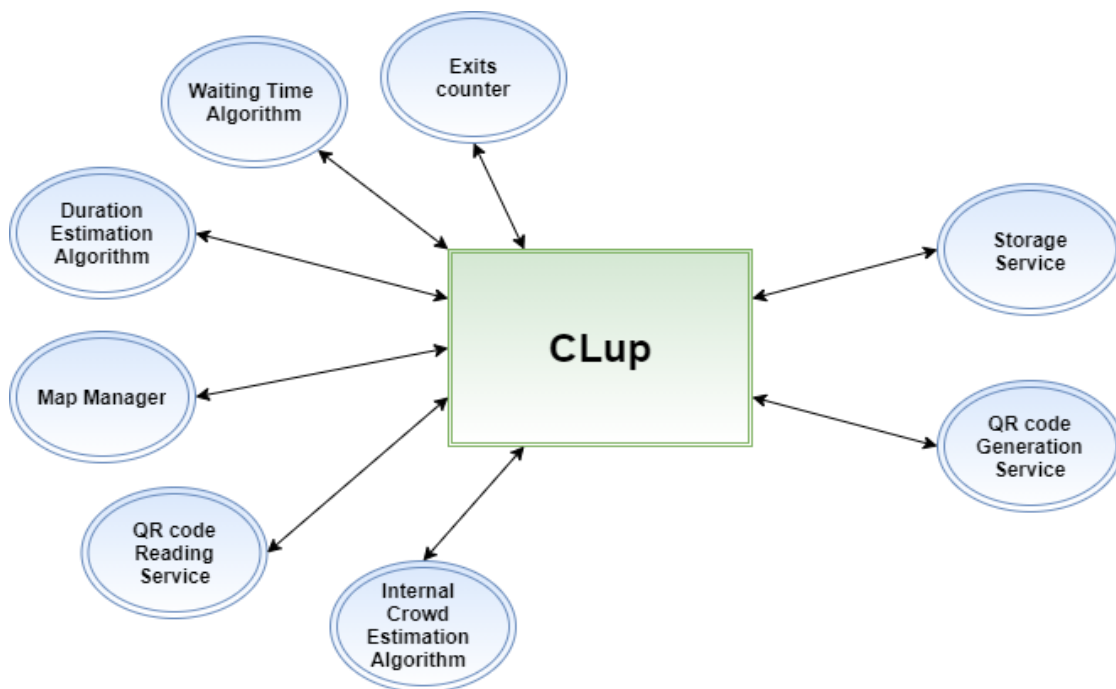 Exits
counter
Waiting Time
Algorithm
Duration
Estimation
Algorithm
Storage
Service
CLup
Map Manager
QR code
Generation
Service
QR code
Reading
Service
Internal
Crowd
Estimation
Algorithm